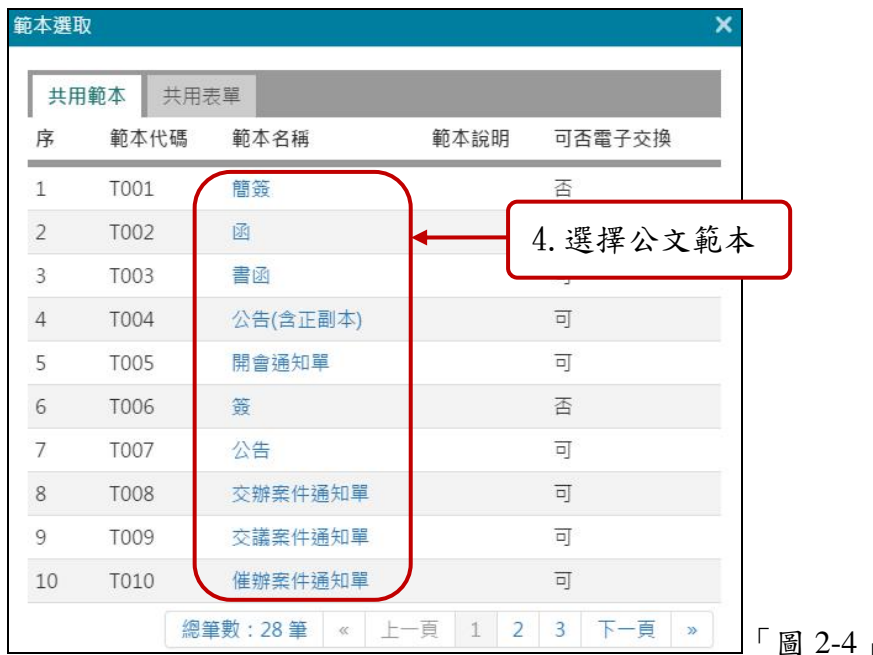 範本選取 ×
共用範本 共用表單
序 範本代碼 範本名稱 範本說明 可否電子交換
1 T001 簡簽 否
2 T002 函
4.選擇公文範本
3 T003 書函
4 T004 公告(含正副本) 可
5 T005 開會通知單 可
6 T006 簽 否
7 T007 公告 可
8 T008 交辦案件通知單 可
9 T009 交議案件通知單 可
10 T010 催辦案件通知單 可
總筆數：28 筆 « 上一頁 1 2 3 下一頁 »
「圖 2-4」